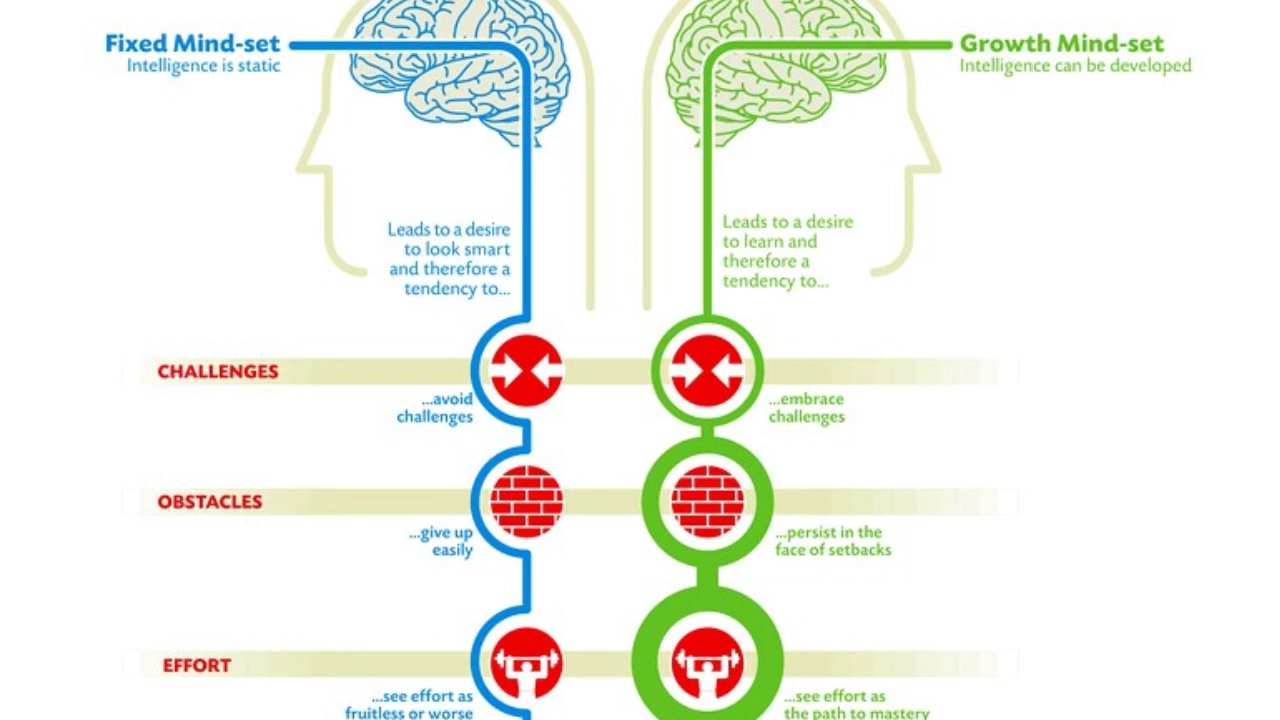 Fixed Mind-set
Intelligence is static
Growth Mind-set
Intelligence can be developed
Leads to a desire
to look smart
and therefore a
tendency to...
Leads to a desire
to learn and
therefore a
tendency to...
CHALLENGES
...avoid
challenges
...embrace
challenges
OBSTACLES
...give up
easily
...persist in the
face of setbacks
EFFORT
...see effort as
fruitless or worse
...see effort as
the path to mastery